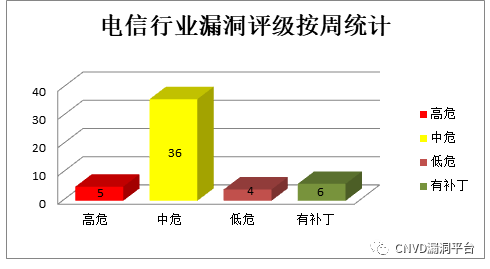 电信行业漏洞评级按周统计
40
30
20
10
0
5
36
4
6
高危
中危
低危
有补丁
高危
中危
低危
有补丁
CNVD漏洞平台